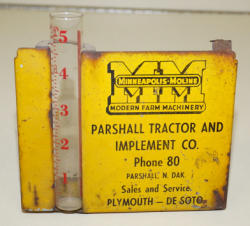 5
4
3
2
1
MINNEAPOLIS-MOLINE
MM
MODERN FARM MACHINERY
PARSHALL TRACTOR AND
IMPLEMENT CO.
Phone 80
PARSHALL, N. DAK.
Sales and Service
PLYMOUTH — DE SOTO